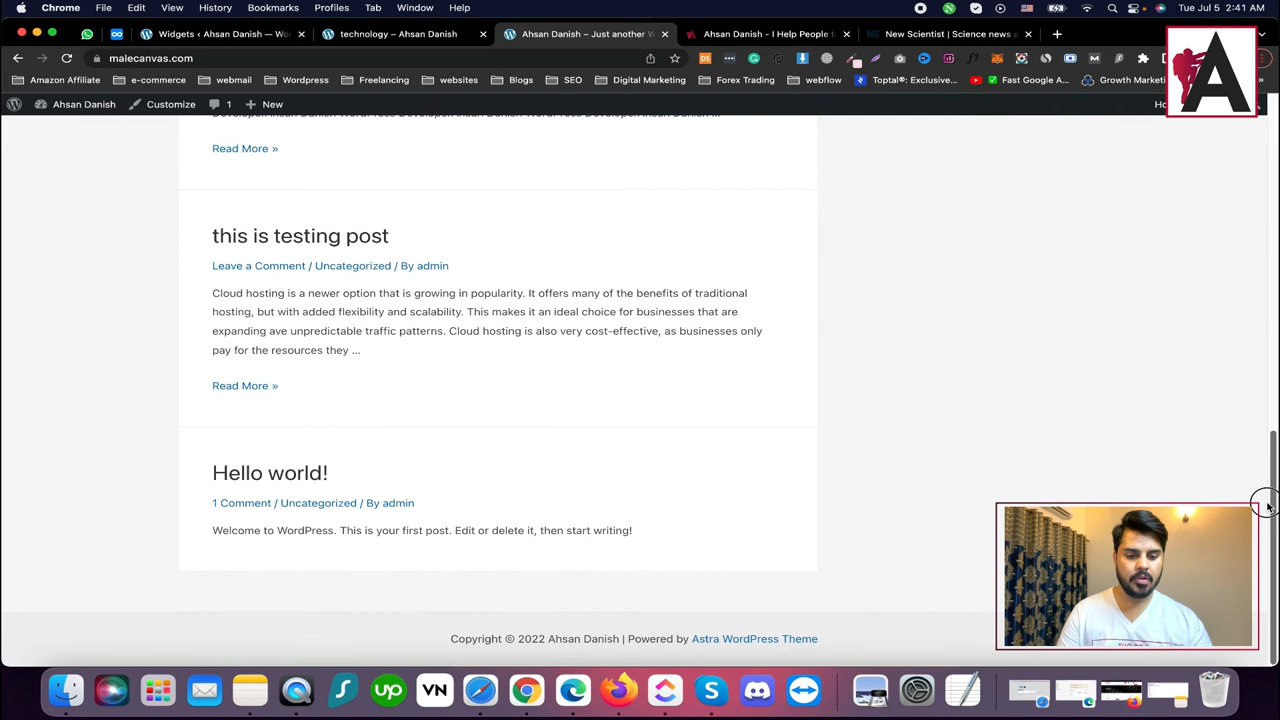 Chrome File Edit View History Bookmarks Profiles Tab Window Help
Tue Jul 5 2:41 AM
Widgets ‹ Ahsan Danish — Wo
technology – Ahsan Danish
Ahsan Danish – Just another W
Ahsan Danish - I Help People t
New Scientist | Science news a
malecanvas.com
Amazon Affiliate e-commerce webmail Wordpress Freelancing websites Blogs SEO Digital Marketing Forex Trading webflow Toptal®: Exclusive... Fast Google A... Growth Market
A
Ahsan Danish Customize 1 New
Read More »
this is testing post
Leave a Comment / Uncategorized / By admin
Cloud hosting is a newer option that is growing in popularity. It offers many of the benefits of traditional
hosting, but with added flexibility and scalability. This makes it an ideal choice for businesses that are
expanding ave unpredictable traffic patterns. Cloud hosting is also very cost-effective, as businesses only
pay for the resources they ...
Read More »
Hello world!
1 Comment / Uncategorized / By admin
Welcome to WordPress. This is your first post. Edit or delete it, then start writing!
Copyright © 2022 Ahsan Danish | Powered by Astra WordPress Theme
up
VN